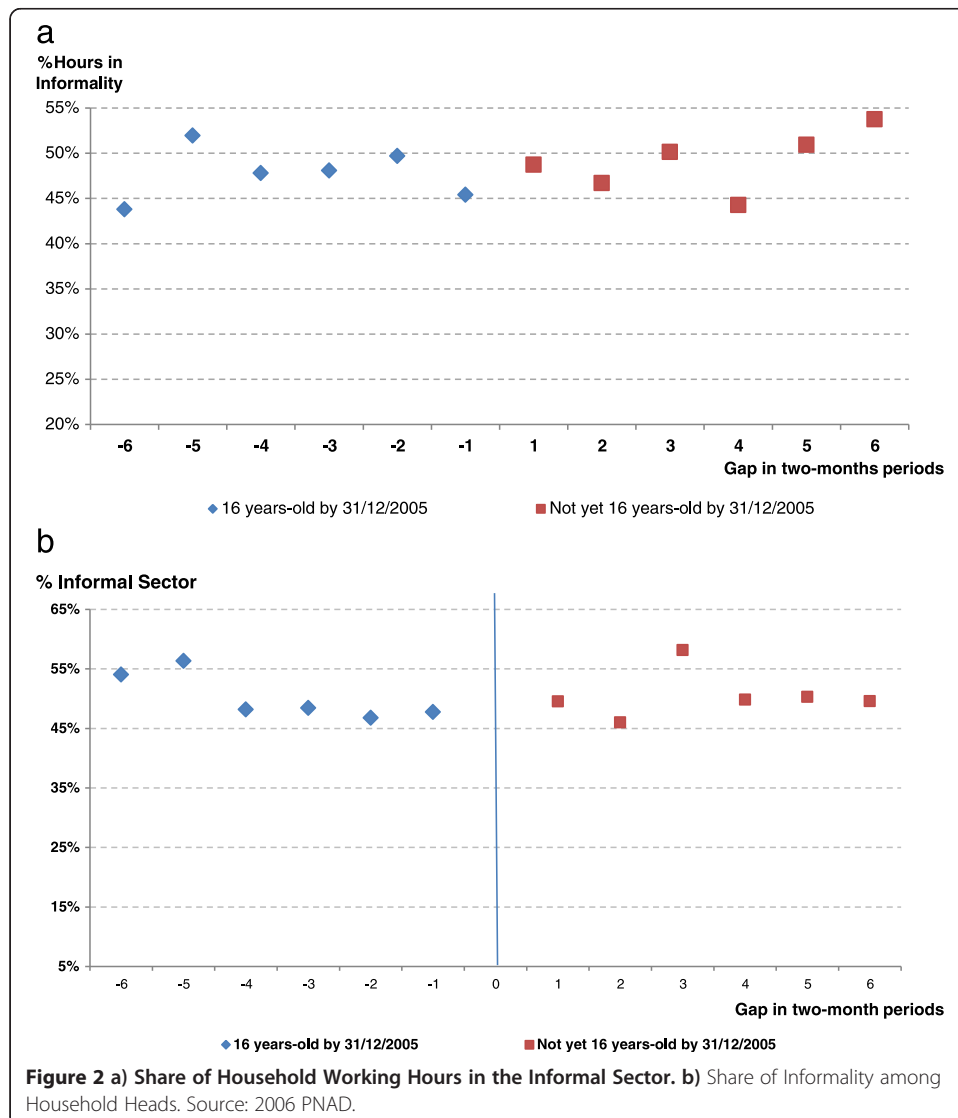 a
%Hours in
Informality
55%
50%
45%
40%
35%
30%
25%
20%
-6 -5 -4 -3 -2 -1 1 2 3 4 5 6
Gap in two-months periods
16 years-old by 31/12/2005 Not yet 16 years-old by 31/12/2005
b
% Informal Sector
65%
55%
45%
35%
25%
15%
5%
-6 -5 -4 -3 -2 -1 0 1 2 3 4 5 6
Gap in two-month periods
16 years-old by 31/12/2005 Not yet 16 years-old by 31/12/2005
Figure 2 a) Share of Household Working Hours in the Informal Sector. b) Share of Informality among
Household Heads. Source: 2006 PNAD.